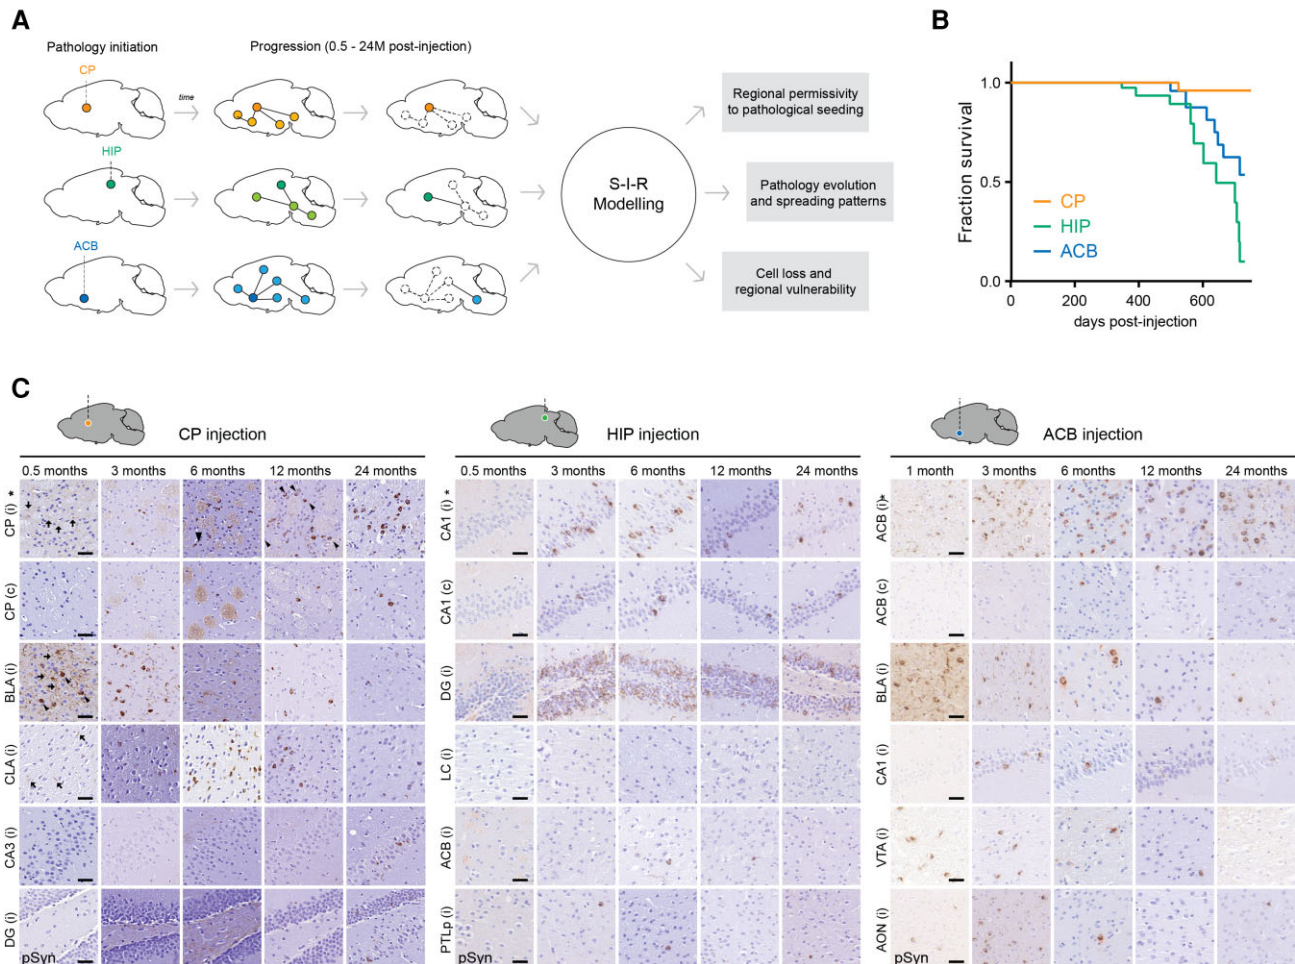 A
Pathology initiation
Progression (0.5 - 24M post-injection)
CP
time
HIP
ACB
S-I-R
Modelling
Regional permissivity
to pathological seeding
Pathology evolution
and spreading patterns
Cell loss and
regional vulnerability
B
Fraction survival
1.0
0.5
0.0
CP
HIP
ACB
0 200 400 600
days post-injection
C
CP injection
0.5 months 3 months 6 months 12 months 24 months
CP (i) *
CP (c)
BLA (i)
CLA (i)
CA3 (i)
DG (i)
pSyn
HIP injection
0.5 months 3 months 6 months 12 months 24 months
CA1 (i) *
CA1 (c)
DG (i)
LC (i)
ACB (i)
PTLp (i)
pSyn
ACB injection
1 month 3 months 6 months 12 months 24 months
ACB (i)*
ACB (c)
BLA (i)
CA1 (i)
VTA (i)
AON (i)
pSyn